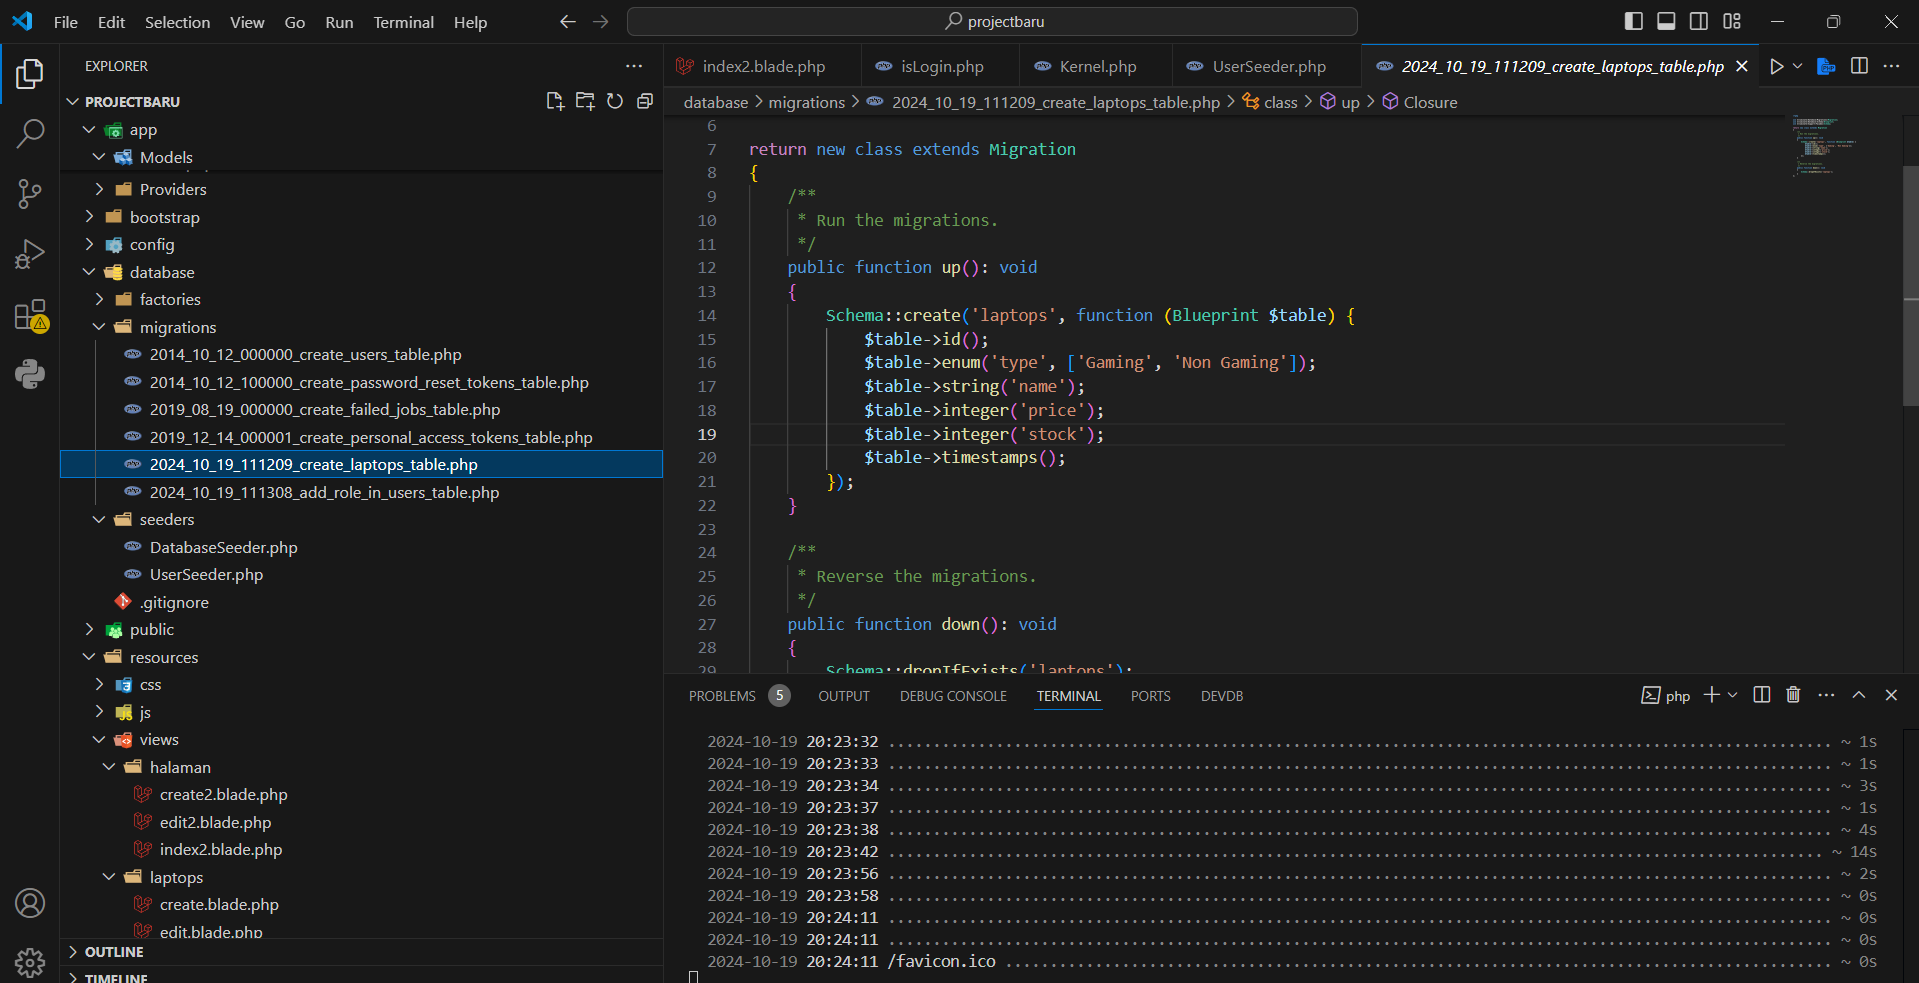 File Edit Selection View Go Run Terminal Help
projectbaru
EXPLORER
PROJECTBARU
app
Models
Providers
bootstrap
config
database
factories
migrations
2014_10_12_000000_create_users_table.php
2014_10_12_100000_create_password_reset_tokens_table.php
2019_08_19_000000_create_failed_jobs_table.php
2019_12_14_000001_create_personal_access_tokens_table.php
2024_10_19_111209_create_laptops_table.php
2024_10_19_111308_add_role_in_users_table.php
seeders
DatabaseSeeder.php
UserSeeder.php
.gitignore
public
resources
css
js
views
halaman
create2.blade.php
edit2.blade.php
index2.blade.php
laptops
create.blade.php
edit.blade.php
OUTLINE
TIMELINE
index2.blade.php isLogin.php Kernel.php UserSeeder.php 2024_10_19_111209_create_laptops_table.php
database > migrations > 2024_10_19_111209_create_laptops_table.php > class > up > Closure
6
7 return new class extends Migration
8 {
9 /**
10 * Run the migrations.
11 */
12 public function up(): void
13 {
14 Schema::create('laptops', function (Blueprint $table) {
15 $table->id();
16 $table->enum('type', ['Gaming', 'Non Gaming']);
17 $table->string('name');
18 $table->integer('price');
19 $table->integer('stock');
20 $table->timestamps();
21 });
22 }
23
24 /**
25 * Reverse the migrations.
26 */
27 public function down(): void
28 {
29 Schema::dropIfExists('laptops');
PROBLEMS 5 OUTPUT DEBUG CONSOLE TERMINAL PORTS DEVDB
php
2024-10-19 20:23:32 ........ ~ 1s
2024-10-19 20:23:33 ........ ~ 1s
2024-10-19 20:23:34 ........ ~ 3s
2024-10-19 20:23:37 ........ ~ 1s
2024-10-19 20:23:38 ........ ~ 4s
2024-10-19 20:23:42 ........ ~ 14s
2024-10-19 20:23:56 ........ ~ 2s
2024-10-19 20:23:58 ........ ~ 0s
2024-10-19 20:24:11 ........ ~ 0s
2024-10-19 20:24:11 ........ ~ 0s
2024-10-19 20:24:11 /favicon.ico ........ ~ 0s